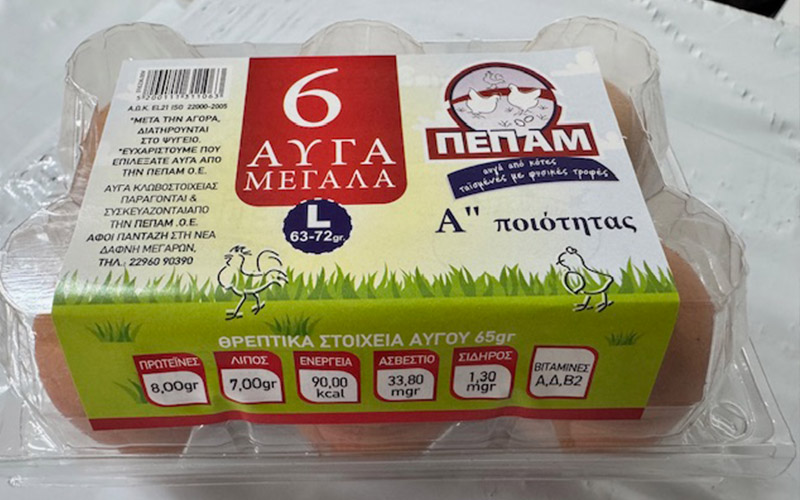 5200111311063
Α.Ω.Κ. EL21 ISO 22000-2005
*ΜΕΤΑ ΤΗΝ ΑΓΟΡΑ,
ΔΙΑΤΗΡΟΥΝΤΑΙ
ΣΤΟ ΨΥΓΕΙΟ.
*ΕΥΧΑΡΙΣΤΟΥΜΕ ΠΟΥ
ΕΠΙΛΕΞΑΤΕ ΑΥΓΑ ΑΠΟ
ΤΗΝ ΠΕΠΑΜ Ο.Ε.
ΑΥΓΑ ΚΛΩΒΟΣΤΟΙΧΕΙΑΣ
ΠΑΡΑΓΟΝΤΑΙ &
ΣΥΣΚΕΥΑΖΟΝΤΑΙΑΠΟ
ΤΗΝ ΠΕΠΑΜ .Ο.Ε.
ΑΦΟΙ ΠΑΝΤΑΖΗ ΣΤΗ ΝΕΑ
ΔΑΦΝΗ ΜΕΓΑΡΩΝ,
ΤΗΛ.: 22960 90390
6
ΑΥΓΑ
ΜΕΓΑΛΑ
L
63-72gr.
ΠΕΠΑΜ
αυγά από κότες
ταϊσμένες με φυσικές τροφές
Α" ποιότητας
ΘΡΕΠΤΙΚΑ ΣΤΟΙΧΕΙΑ ΑΥΓΟΥ 65gr
ΠΡΩΤΕΪΝΕΣ
8,00gr
ΛΙΠΟΣ
7,00gr
ΕΝΕΡΓΕΙΑ
90,00
kcal
ΑΣΒΕΣΤΙΟ
33,80
mgr
ΣΙΔΗΡΟΣ
1,30
mgr
ΒΙΤΑΜΙΝΕΣ
Α,Δ,Β2